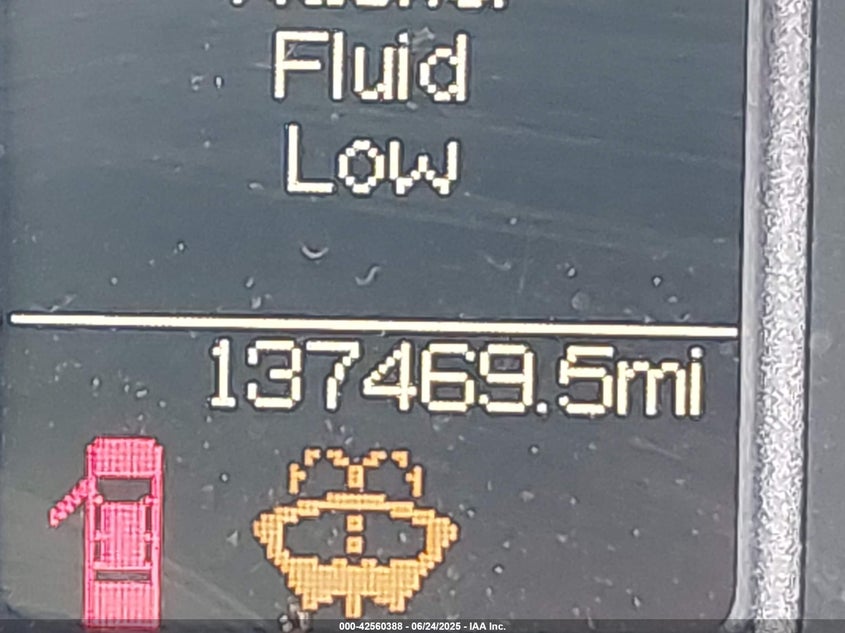 Fluid
Low
137469.5mi
000-42560388 - 06/24/2025 - IAA Inc.